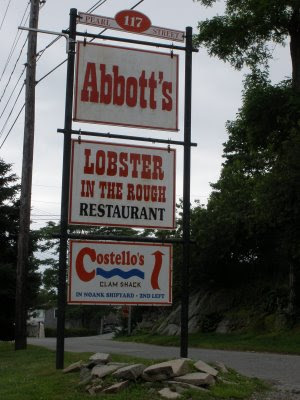 117
PEARL STREET
Abbott's
LOBSTER
IN THE ROUGH
RESTAURANT
Costello's
CLAM SHACK
IN NOANK SHIPYARD - 2ND LEFT